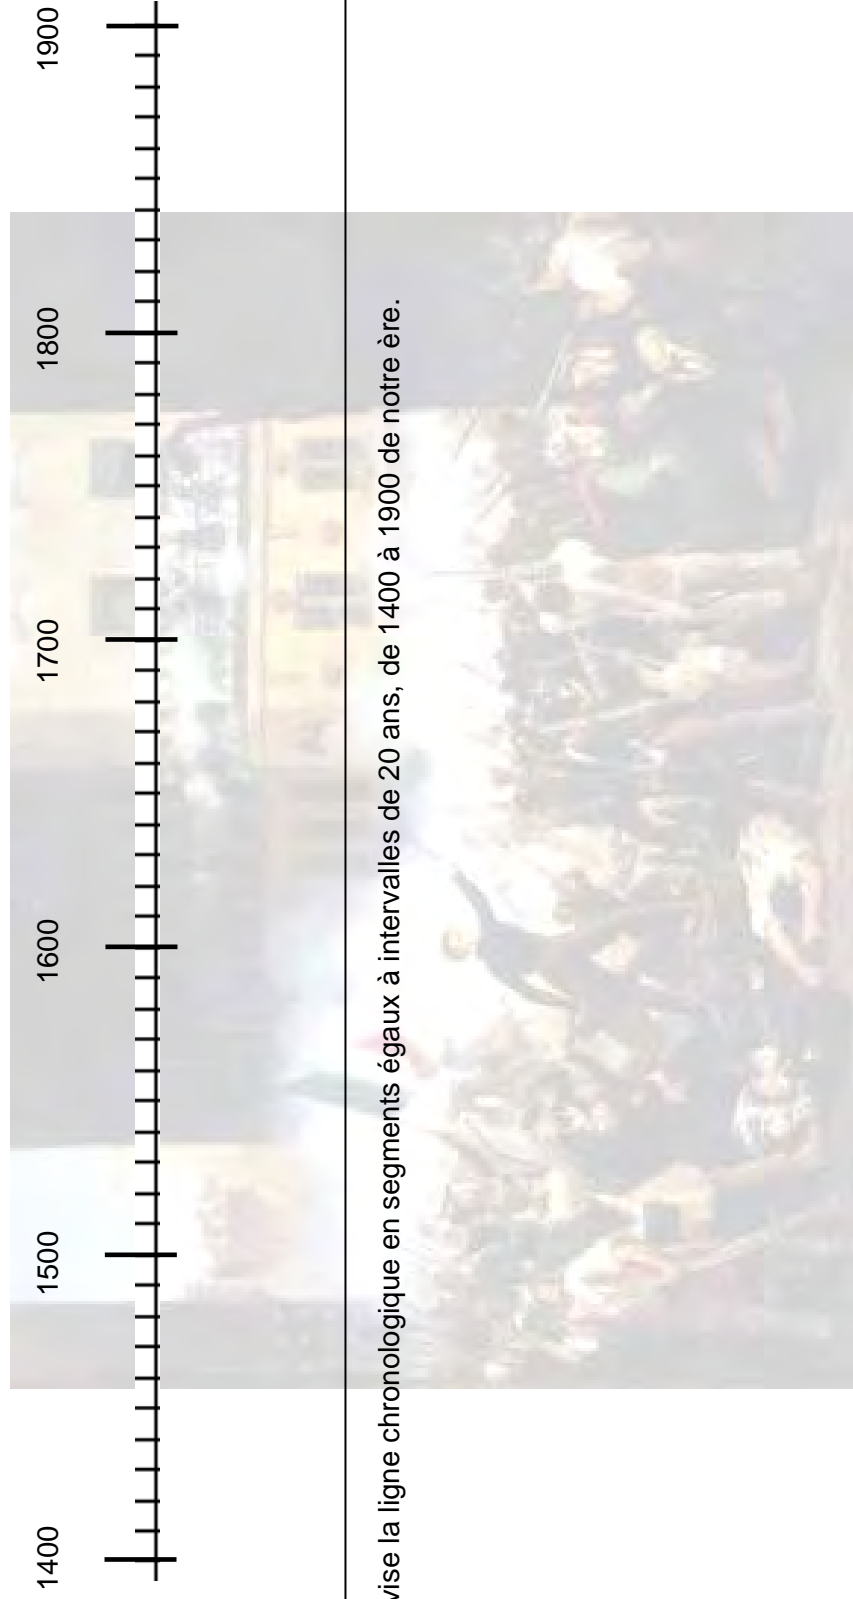 1400 1500 1600 1700 1800 1900
vise la ligne chronologique en segments égaux à intervalles de 20 ans, de 1400 à 1900 de notre ère.